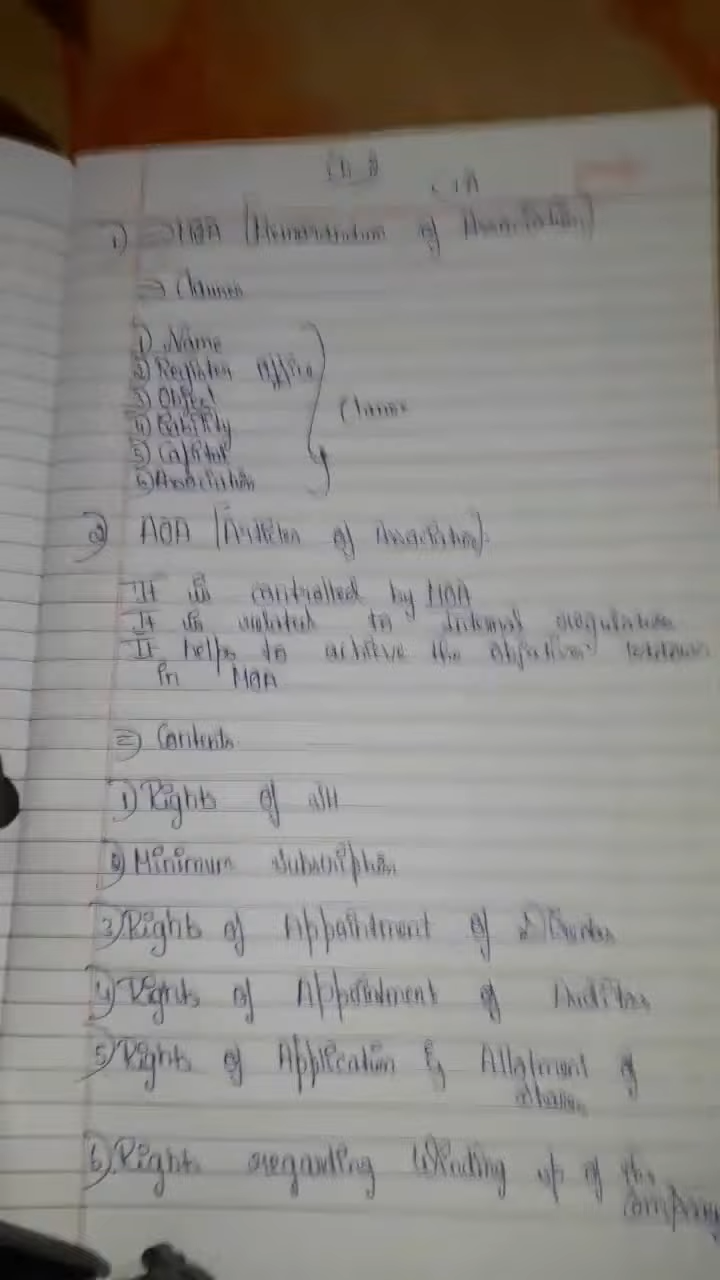 1) ⇒ MOA (Memorandum of Association)
⇒ Clauses
1) Name
2) Register office
3) Object
4) Liability
5) Capital
6) Association
Clause
2) AOA (Articles of Association)
It is controlled by MOA
It is related to internal regulation
It helps to achieve the objectives
in MOA
⇒ Contents
1) Rights of all
2) Minimum subscription
3) Rights of Appointment of Director
4) Rights of Appointment of Auditor
5) Rights of Application & Allotment of
shares
6) Rights regarding Winding up of the
company